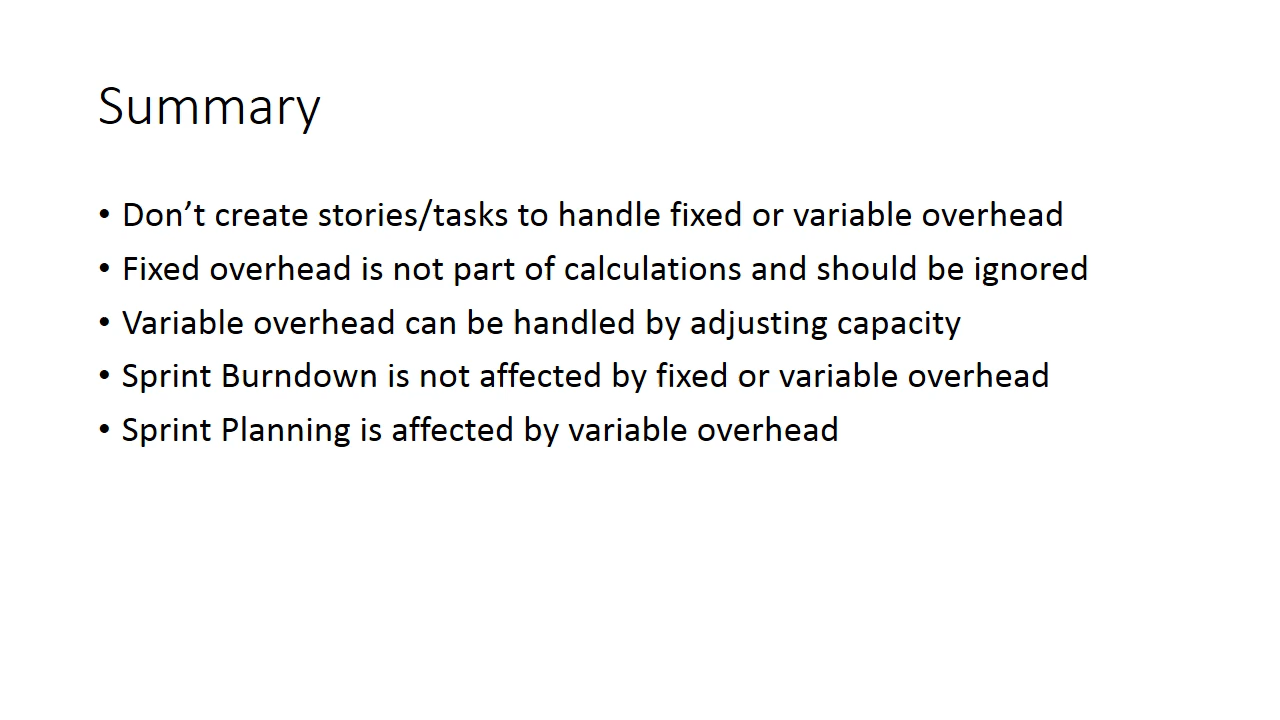 Summary
• Don’t create stories/tasks to handle fixed or variable overhead
• Fixed overhead is not part of calculations and should be ignored
• Variable overhead can be handled by adjusting capacity
• Sprint Burndown is not affected by fixed or variable overhead
• Sprint Planning is affected by variable overhead